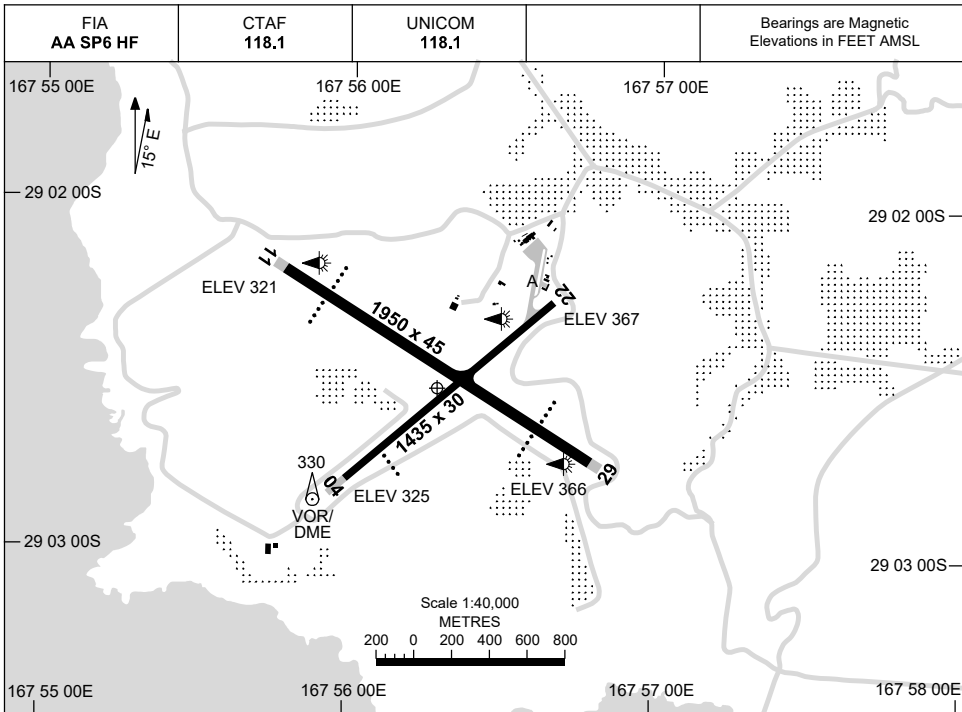 FIA
AA SP6 HF
CTAF
118.1
UNICOM
118.1
Bearings are Magnetic
Elevations in FEET AMSL
167 55 00E
167 56 00E
167 57 00E
15° E
29 02 00S
29 02 00S
11
ELEV 321
A
22
ELEV 367
1950 x 45
1435 x 30
330
04
ELEV 325
ELEV 366
29
VOR/
DME
29 03 00S
29 03 00S
Scale 1:40,000
METRES
200 0 200 400 600 800
167 55 00E
167 56 00E
167 57 00E
167 58 00E